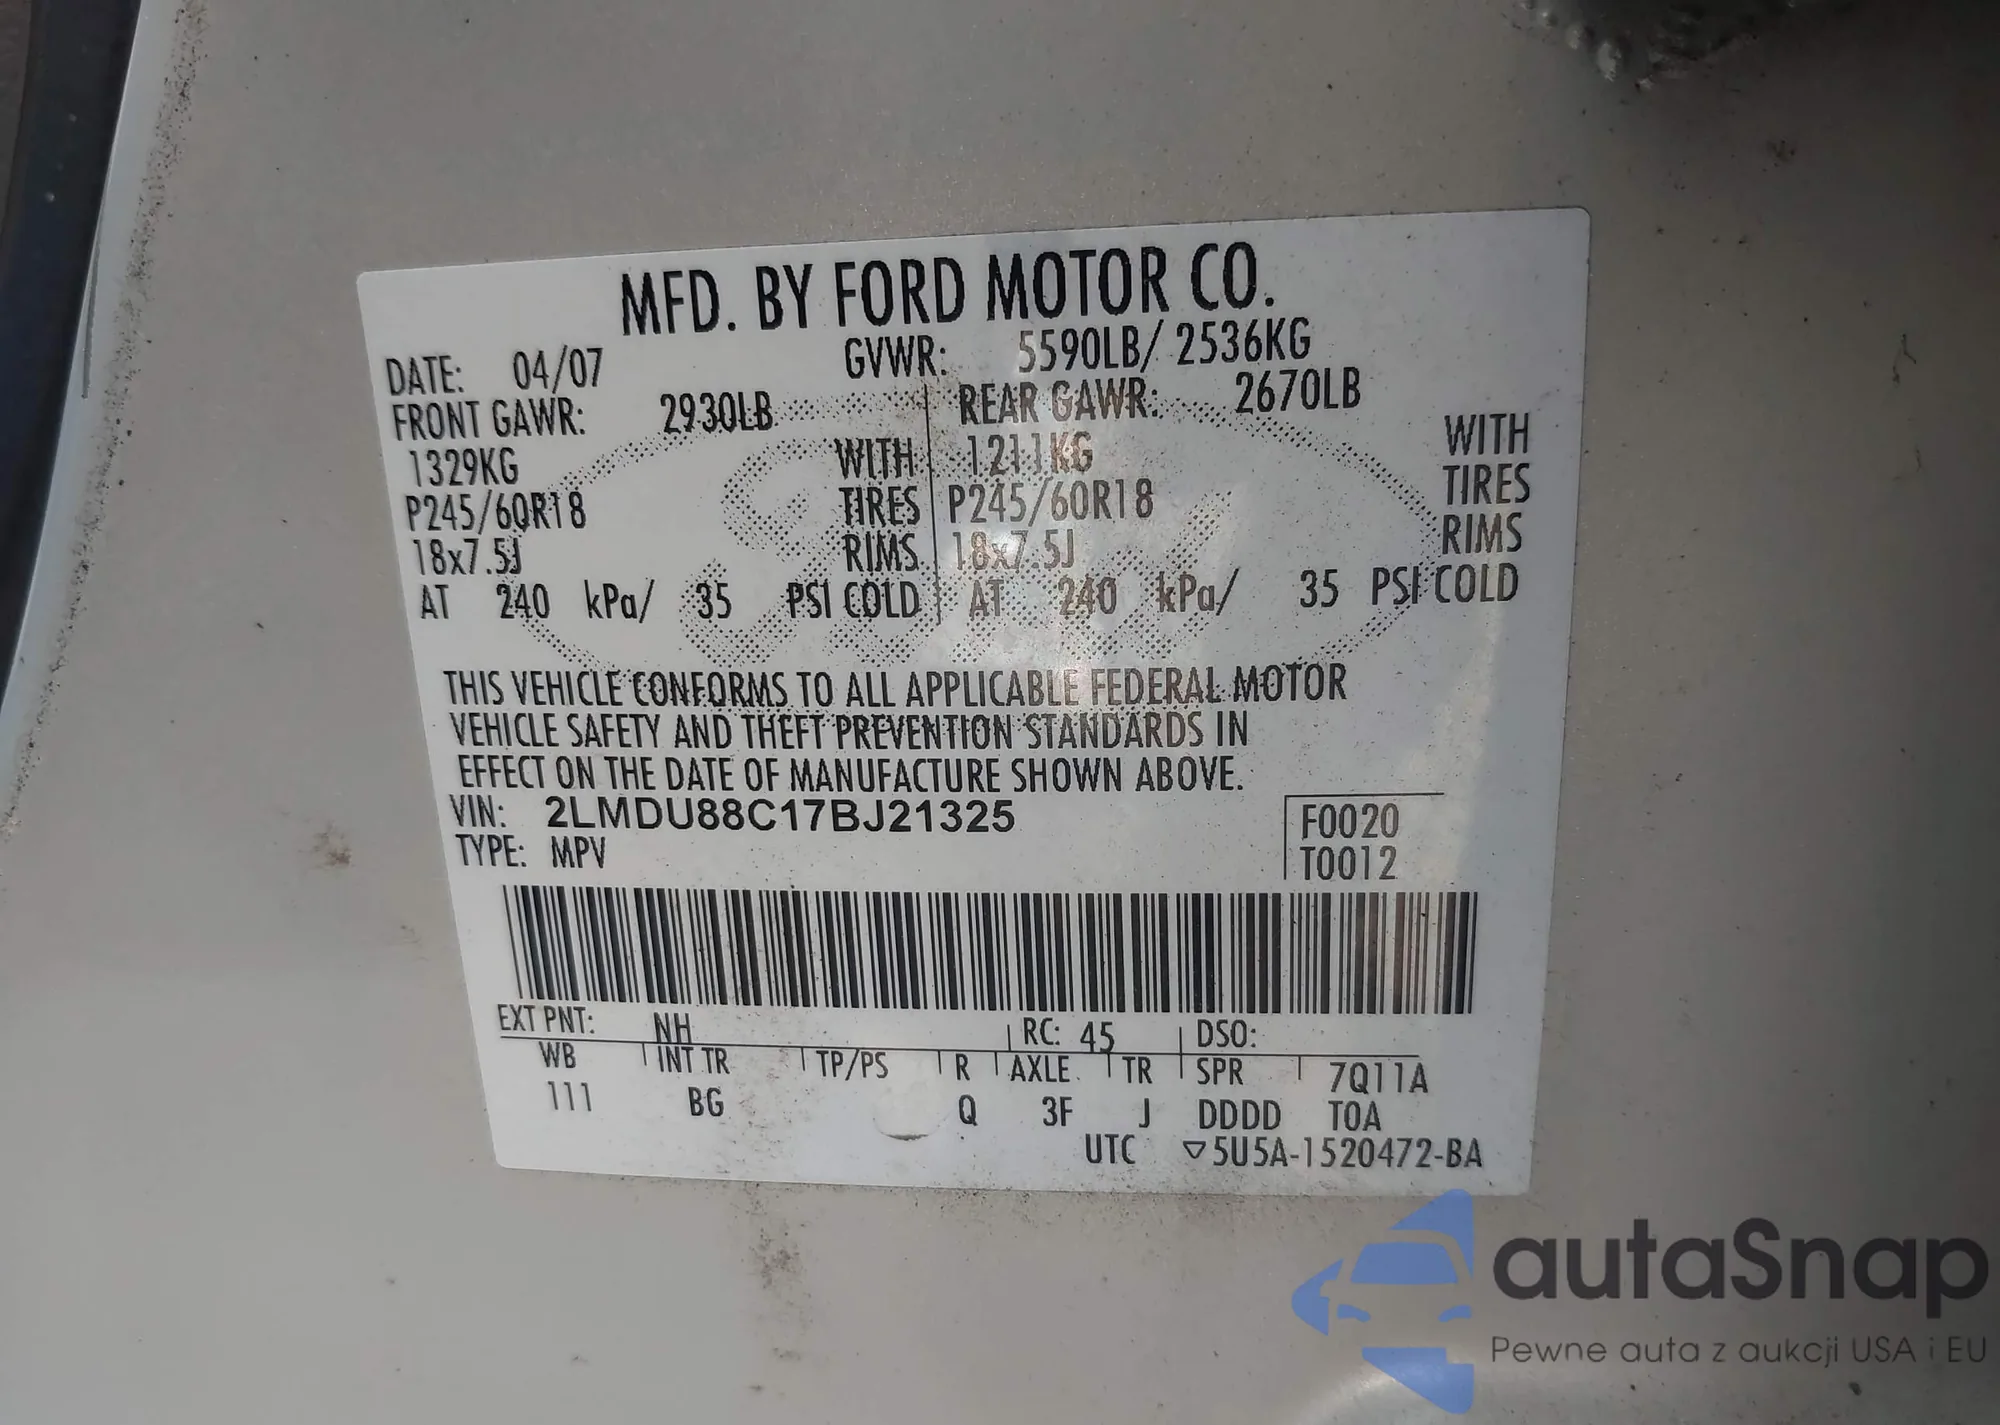 MFD. BY FORD MOTOR CO.
DATE: 04/07 GVWR: 5590LB/ 2536KG
FRONT GAWR: 2930LB REAR GAWR: 2670LB
1329KG WITH 1211KG WITH
P245/60R18 TIRES P245/60R18 TIRES
18x7.5J RIMS 18x7.5J RIMS
AT 240 kPa/ 35 PSI COLD AT 240 kPa/ 35 PSI COLD
THIS VEHICLE CONFORMS TO ALL APPLICABLE FEDERAL MOTOR
VEHICLE SAFETY AND THEFT PREVENTION STANDARDS IN
EFFECT ON THE DATE OF MANUFACTURE SHOWN ABOVE.
VIN: 2LMDU88C17BJ21325 F0020
TYPE: MPV T0012
EXT PNT: NH RC: 45 DSO:
WB INT TR TP/PS R AXLE TR SPR 7Q11A
111 BG Q 3F J DDDD TOA
UTC ▽5U5A-1520472-BA
autaSnap
Pewne auta z aukcji USA i EU